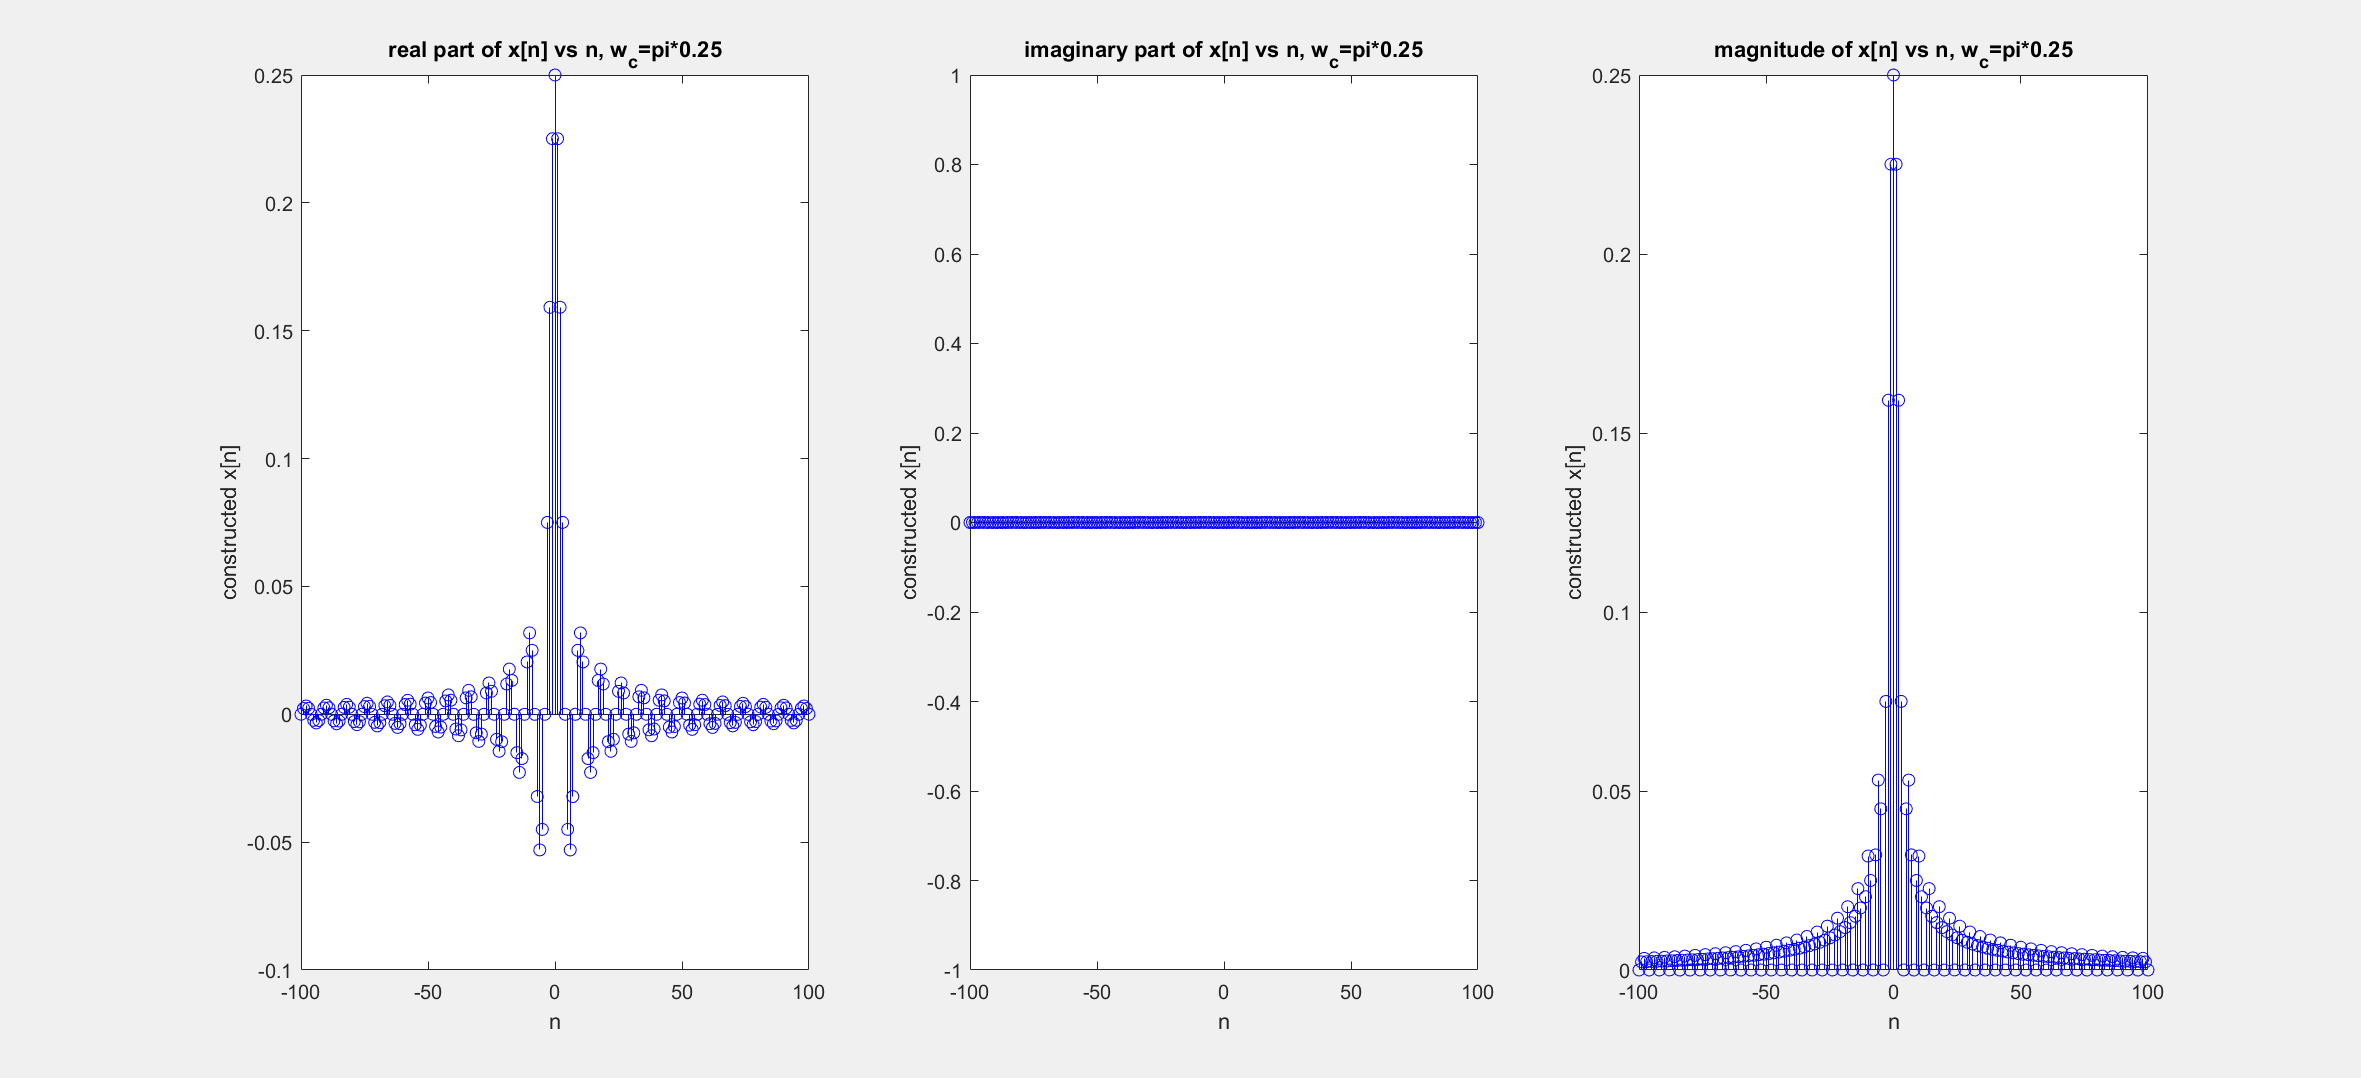 real part of x[n] vs n, w_c=pi*0.25
0.25
0.2
0.15
0.1
0.05
0
-0.05
-0.1
-100 -50 0 50 100
n
constructed x[n]
imaginary part of x[n] vs n, w_c=pi*0.25
1
0.8
0.6
0.4
0.2
0
-0.2
-0.4
-0.6
-0.8
-1
-100 -50 0 50 100
n
constructed x[n]
magnitude of x[n] vs n, w_c=pi*0.25
0.25
0.2
0.15
0.1
0.05
0
-100 -50 0 50 100
n
constructed x[n]